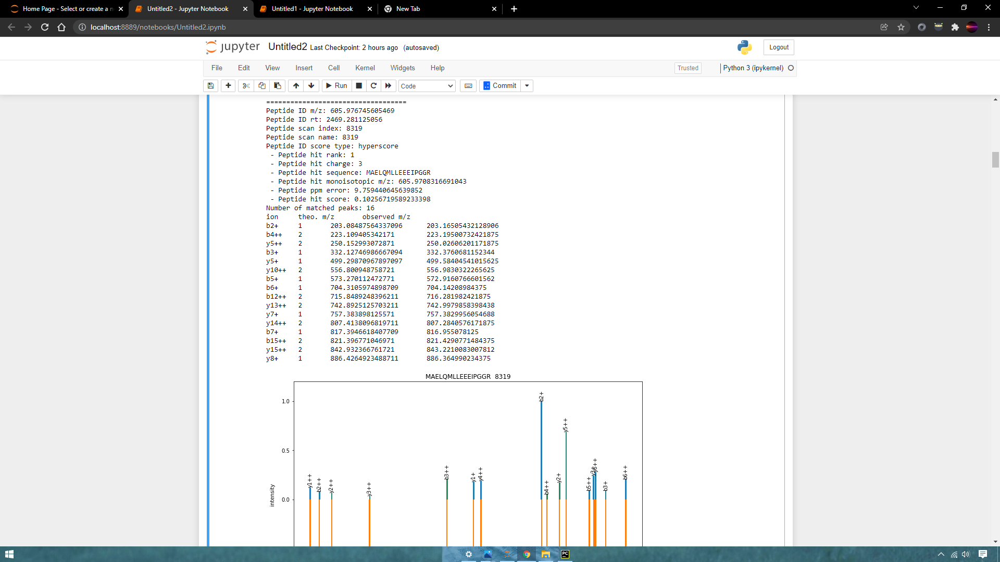 Home Page - Select or create a n
Untitled2 - Jupyter Notebook
Untitled1 - Jupyter Notebook
New Tab
localhost:8889/notebooks/Untitled2.ipynb
jupyter Untitled2 Last Checkpoint: 2 hours ago (autosaved)
Logout
File Edit View Insert Cell Kernel Widgets Help
Trusted
Python 3 (ipykernel)
Run
Code
Commit
===================================
Peptide ID m/z: 605.976745605469
Peptide ID rt: 2469.281125056
Peptide scan index: 8319
Peptide scan name: 8319
Peptide ID score type: hyperscore
- Peptide hit rank: 1
- Peptide hit charge: 3
- Peptide hit sequence: MAELQMLLEEEIPGGR
- Peptide hit monoisotopic m/z: 605.9708316691043
- Peptide ppm error: 9.759440645639852
- Peptide hit score: 0.10256719589233398
Number of matched peaks: 16
ion theo. m/z observed m/z
b2+ 1 203.08487564337096 203.16505432128906
b4++ 2 223.109405342171 223.19500732421875
y5++ 2 250.152993072871 250.02606201171875
b3+ 1 332.12746986667094 332.3760681152344
y5+ 1 499.29870967897097 499.58404541015625
y10++ 2 556.800948758721 556.9830322265625
b5+ 1 573.270112472771 572.9160766601562
b6+ 1 704.3105974898709 704.14208984375
b12++ 2 715.8489248396211 716.281982421875
y13++ 2 742.8925125703211 742.9979858398438
y7+ 1 757.383898125571 757.3829956054688
y14++ 2 807.4138096819711 807.2840576171875
b7+ 1 817.3946618407709 816.955078125
b15++ 2 821.396771046971 821.4290771484375
y15++ 2 842.932366761721 843.2210083007812
y8+ 1 886.4264923488711 886.364990234375
MAELQMLLEEEIPGGR 8319
1.0
0.5
0.0
intensity
y1++
b2++
y2++
y3++
b3++
y1+
y4++
b2+
b4++
y2+
y5++
b5++
y3+
y6++
b3+
b6++
PC